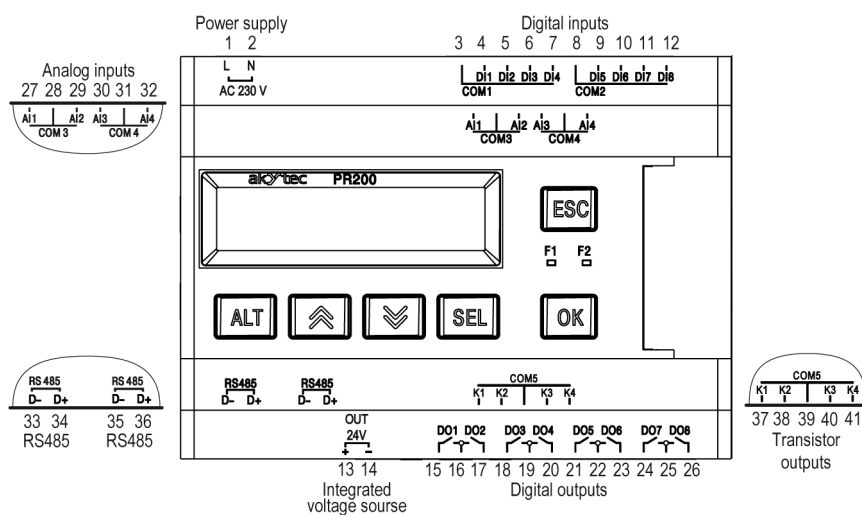 Power supply
1 2
Digital inputs
3 4 5 6 7 8 9 10 11 12
L N
AC 230 V
DI1 DI2 DI3 DI4 DI5 DI6 DI7 DI8
COM1 COM2
Analog inputs
27 28 29 30 31 32
AI1 AI2 AI3 AI4
COM 3 COM 4
AI1 AI2 AI3 AI4
COM3 COM4
akytec PR200
ESC
F1 F2
ALT SEL OK
RS 485 RS 485
D- D+ D- D+
33 34 35 36
RS485 RS485
RS485 RS485
D- D+ D- D+
COM5
K1 K2 K3 K4
OUT
24V
+ -
13 14
Integrated
voltage sourse
DO1 DO2 DO3 DO4 DO5 DO6 DO7 DO8
15 16 17 18 19 20 21 22 23 24 25 26
Digital outputs
COM5
K1 K2 K3 K4
37 38 39 40 41
Transistor
outputs